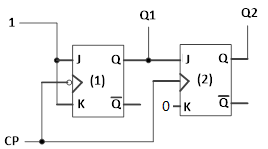 Q1 Q2
1
J Q J Q
(1) (2)
K Q̅ 0 K Q̅
CP